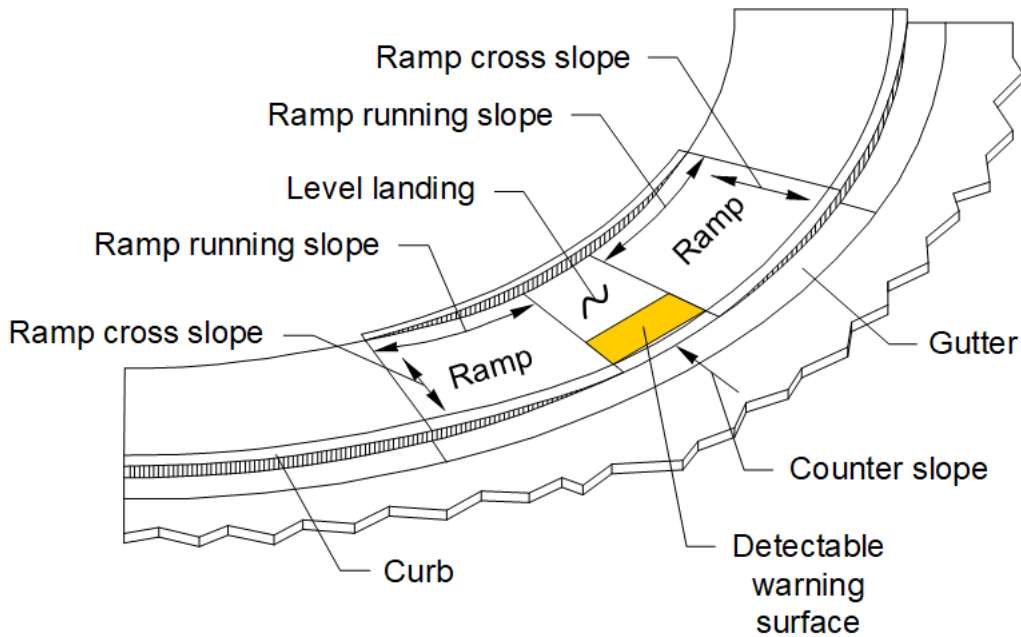 Ramp cross slope
Ramp running slope
Level landing
Ramp running slope
Ramp cross slope
Ramp
Ramp
Gutter
Counter slope
Detectable
warning
surface
Curb